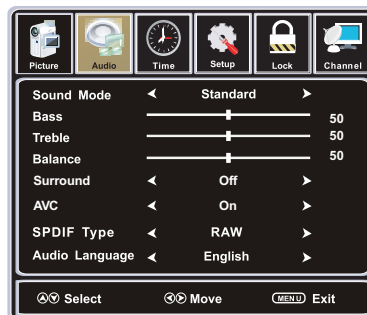 Picture Audio Time Setup Lock Channel
Sound Mode Standard
Bass 50
Treble 50
Balance 50
Surround Off
AVC On
SPDIF Type RAW
Audio Language English
Select Move MENU Exit